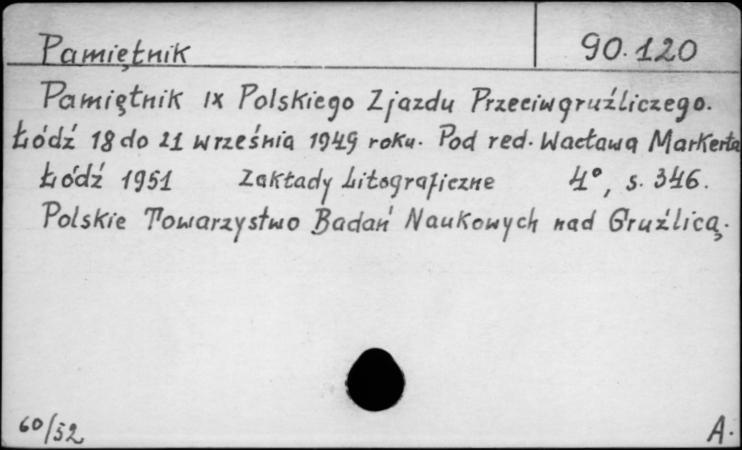 Pamiętnik 90.120
Pamiętnik IX Polskiego Zjazdu Przeciwgruźliczego.
Łódź 18 do 21 września 1949 roku. Pod red. Wacława Markerta
Łódź 1951 Zakłady Litograficzne 4°, s. 346.
Polskie Towarzystwo Badań Naukowych nad Gruźlicą.
60/52 A.